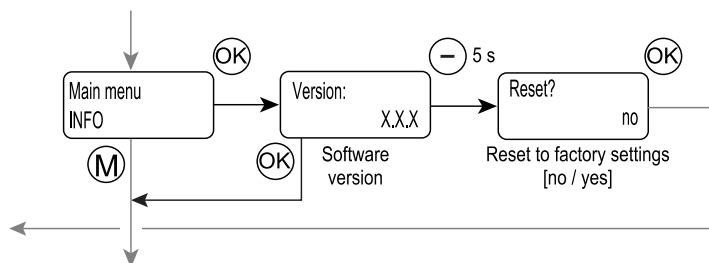 OK
− 5 s
OK
Main menu
INFO
Version:
X.X.X
Reset?
no
M
OK
Software
version
Reset to factory settings
[no / yes]